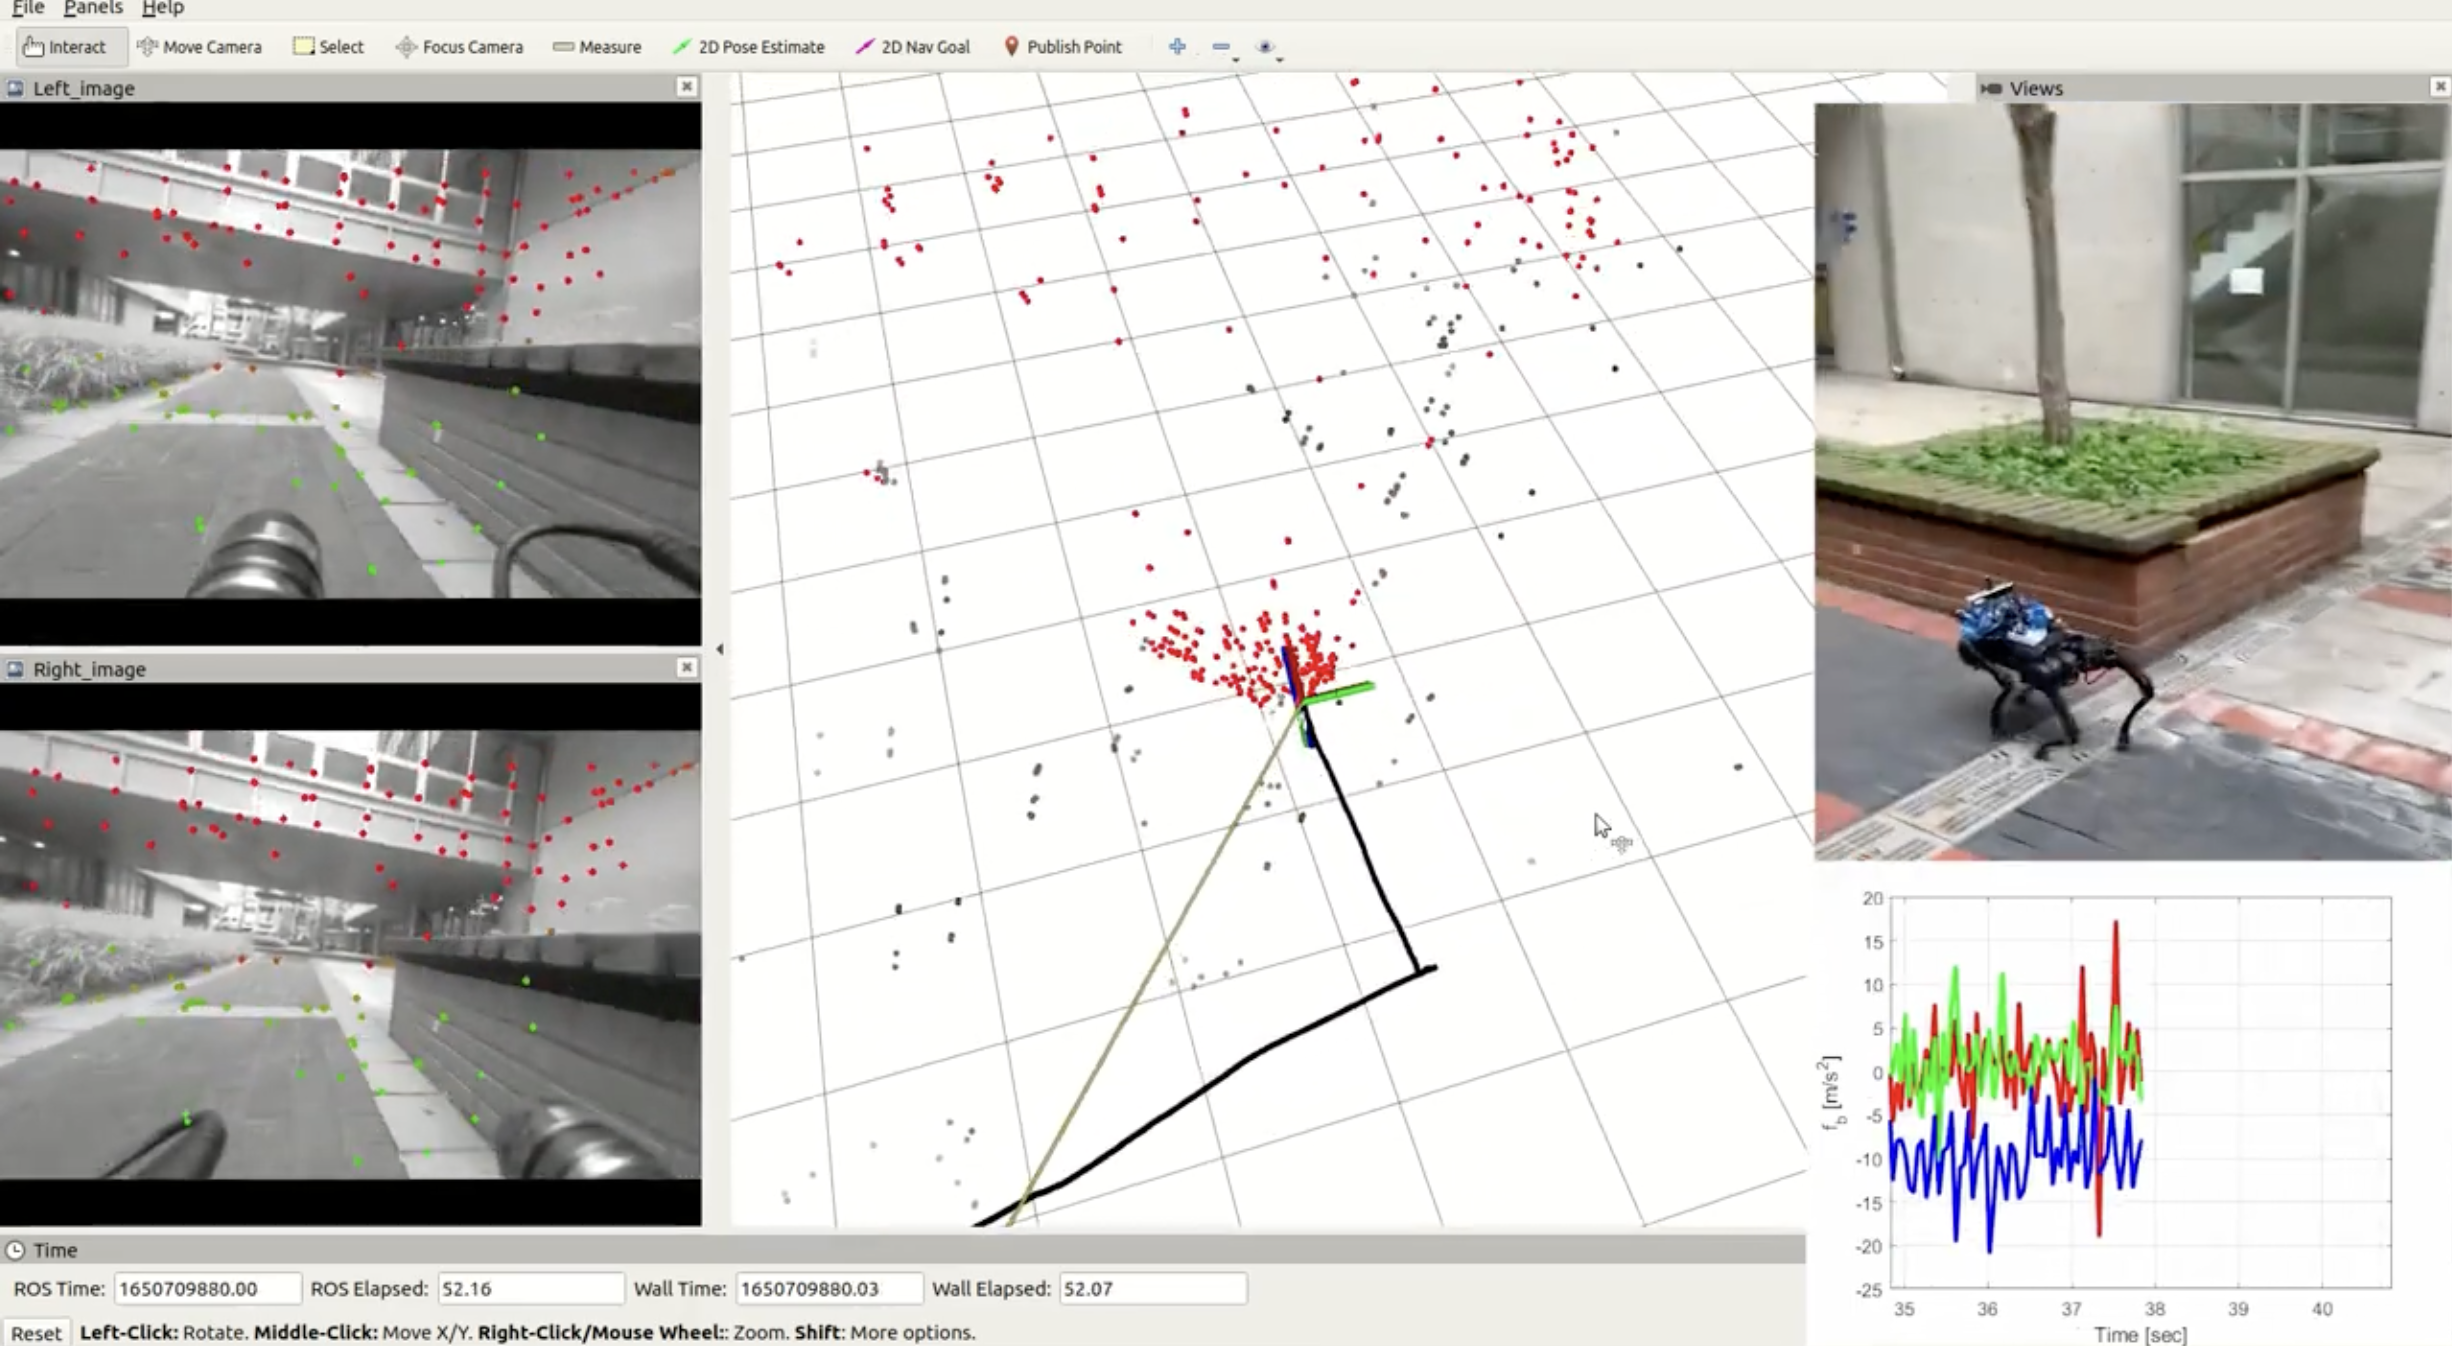 File Panels Help
Interact Move Camera Select Focus Camera Measure 2D Pose Estimate 2D Nav Goal Publish Point
Left_image
Views
Right_image
20
15
10
5
0
-5
-10
-15
-20
-25
f_b [m/s²]
35 36 37 38 39 40
Time [sec]
Time
ROS Time: 1650709880.00 ROS Elapsed: 52.16 Wall Time: 1650709880.03 Wall Elapsed: 52.07
Reset Left-Click: Rotate. Middle-Click: Move X/Y. Right-Click/Mouse Wheel:: Zoom. Shift: More options.